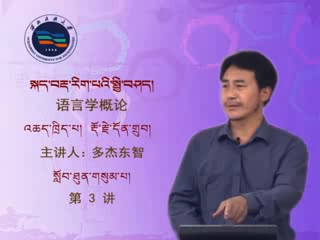 སྐད་བརྡ་རིག་པའི་སྤྱི་བཤད།
语言学概论
འཆད་ཁྲིད་པ། རྡོ་རྗེ་དོན་གྲུབ།
主讲人：多杰东智
སློབ་ཐུན་གསུམ་པ།
第 3 讲